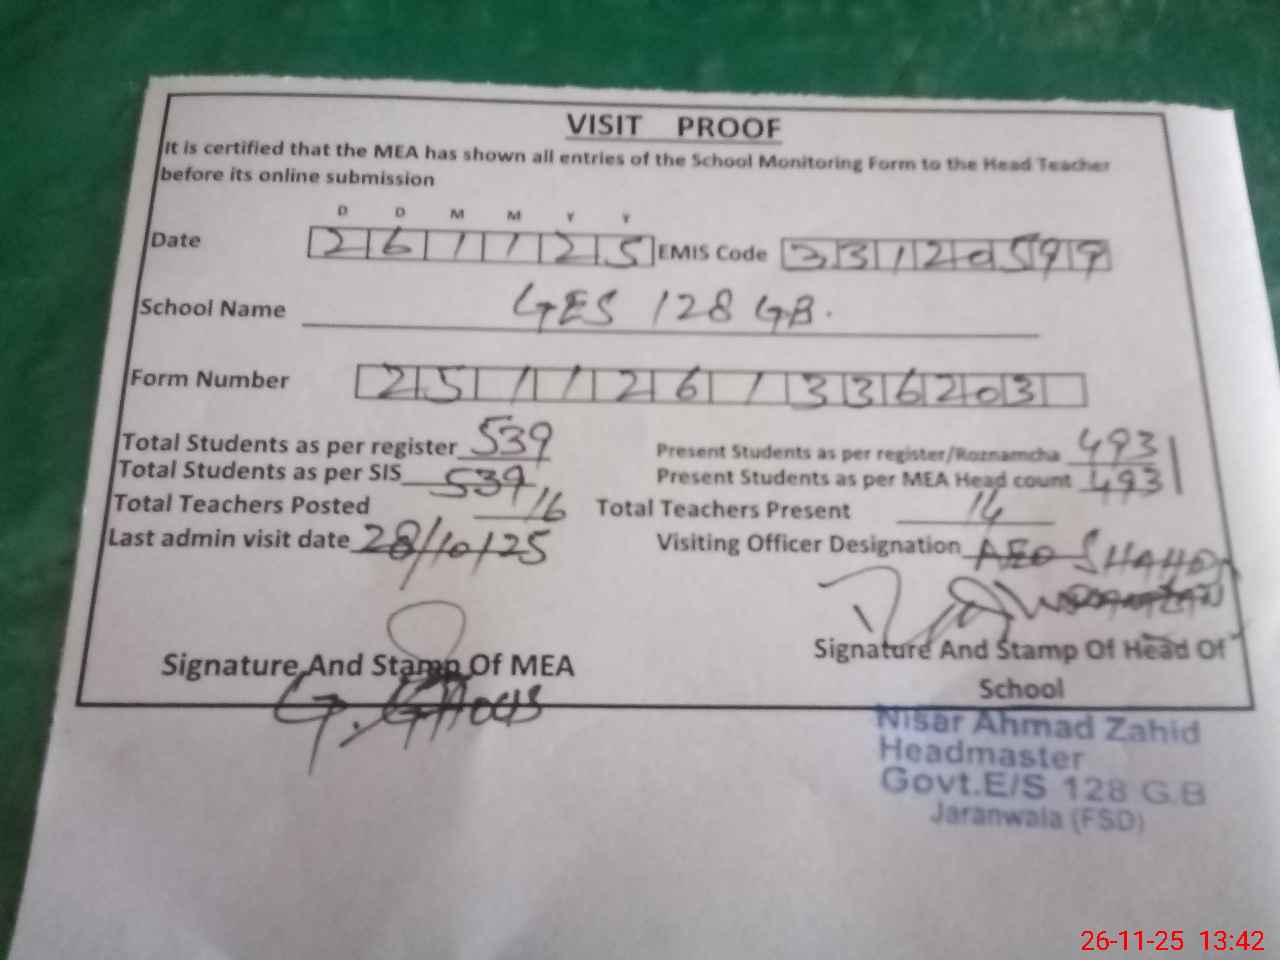 VISIT PROOF
It is certified that the MEA has shown all entries of the School Monitoring Form to the Head Teacher
before its online submission
D D M M Y Y
Date 2 6 1 1 2 5 EMIS Code 3 3 1 2 0 5 9 9
School Name GES 128 GB.
Form Number 2 5 1 1 2 6 1 3 3 6 2 0 3
Total Students as per register 539 Present Students as per register/Roznamcha 493
Total Students as per SIS 539 Present Students as per MEA Head count 493
Total Teachers Posted 16 Total Teachers Present 14
Last admin visit date 28/10/25 Visiting Officer Designation AEO
Signature And Stamp Of MEA Signature And Stamp Of Head Of
School
G. Ghous
Nisar Ahmad Zahid
Headmaster
Govt.E/S 128 G.B
Jaranwala (FSD)
26-11-25 13:42